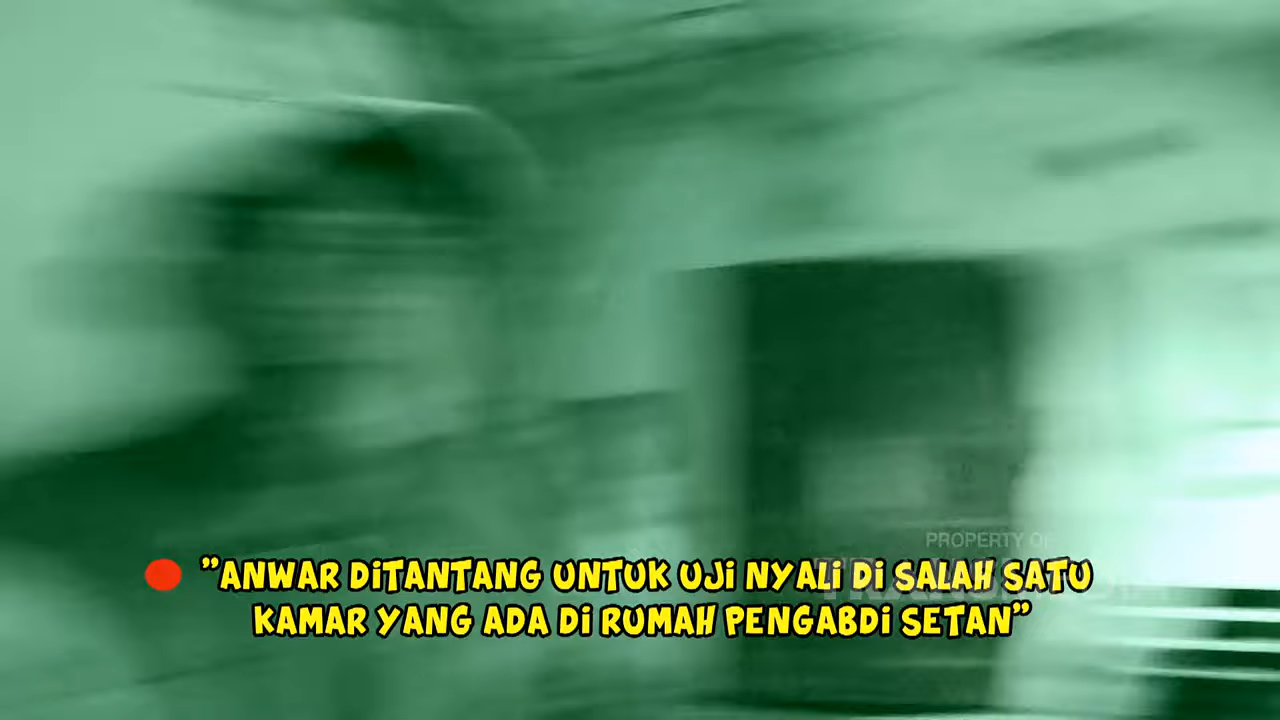 PROPERTY OF
"ANWAR DITANTANG UNTUK UJI NYALI DI SALAH SATU
KAMAR YANG ADA DI RUMAH PENGABDI SETAN"